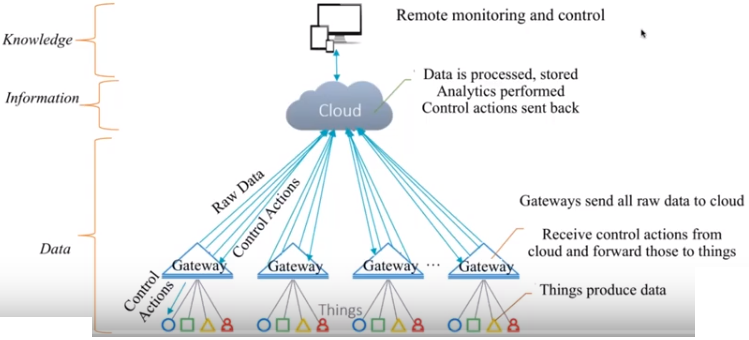 Remote monitoring and control
Knowledge
Data is processed, stored
Analytics performed
Control actions sent back
Information
Cloud
Raw Data
Control Actions
Gateways send all raw data to cloud
Receive control actions from
cloud and forward those to things
Data
Gateway
Gateway
Gateway
...
Gateway
Control
Actions
Things
Things produce data